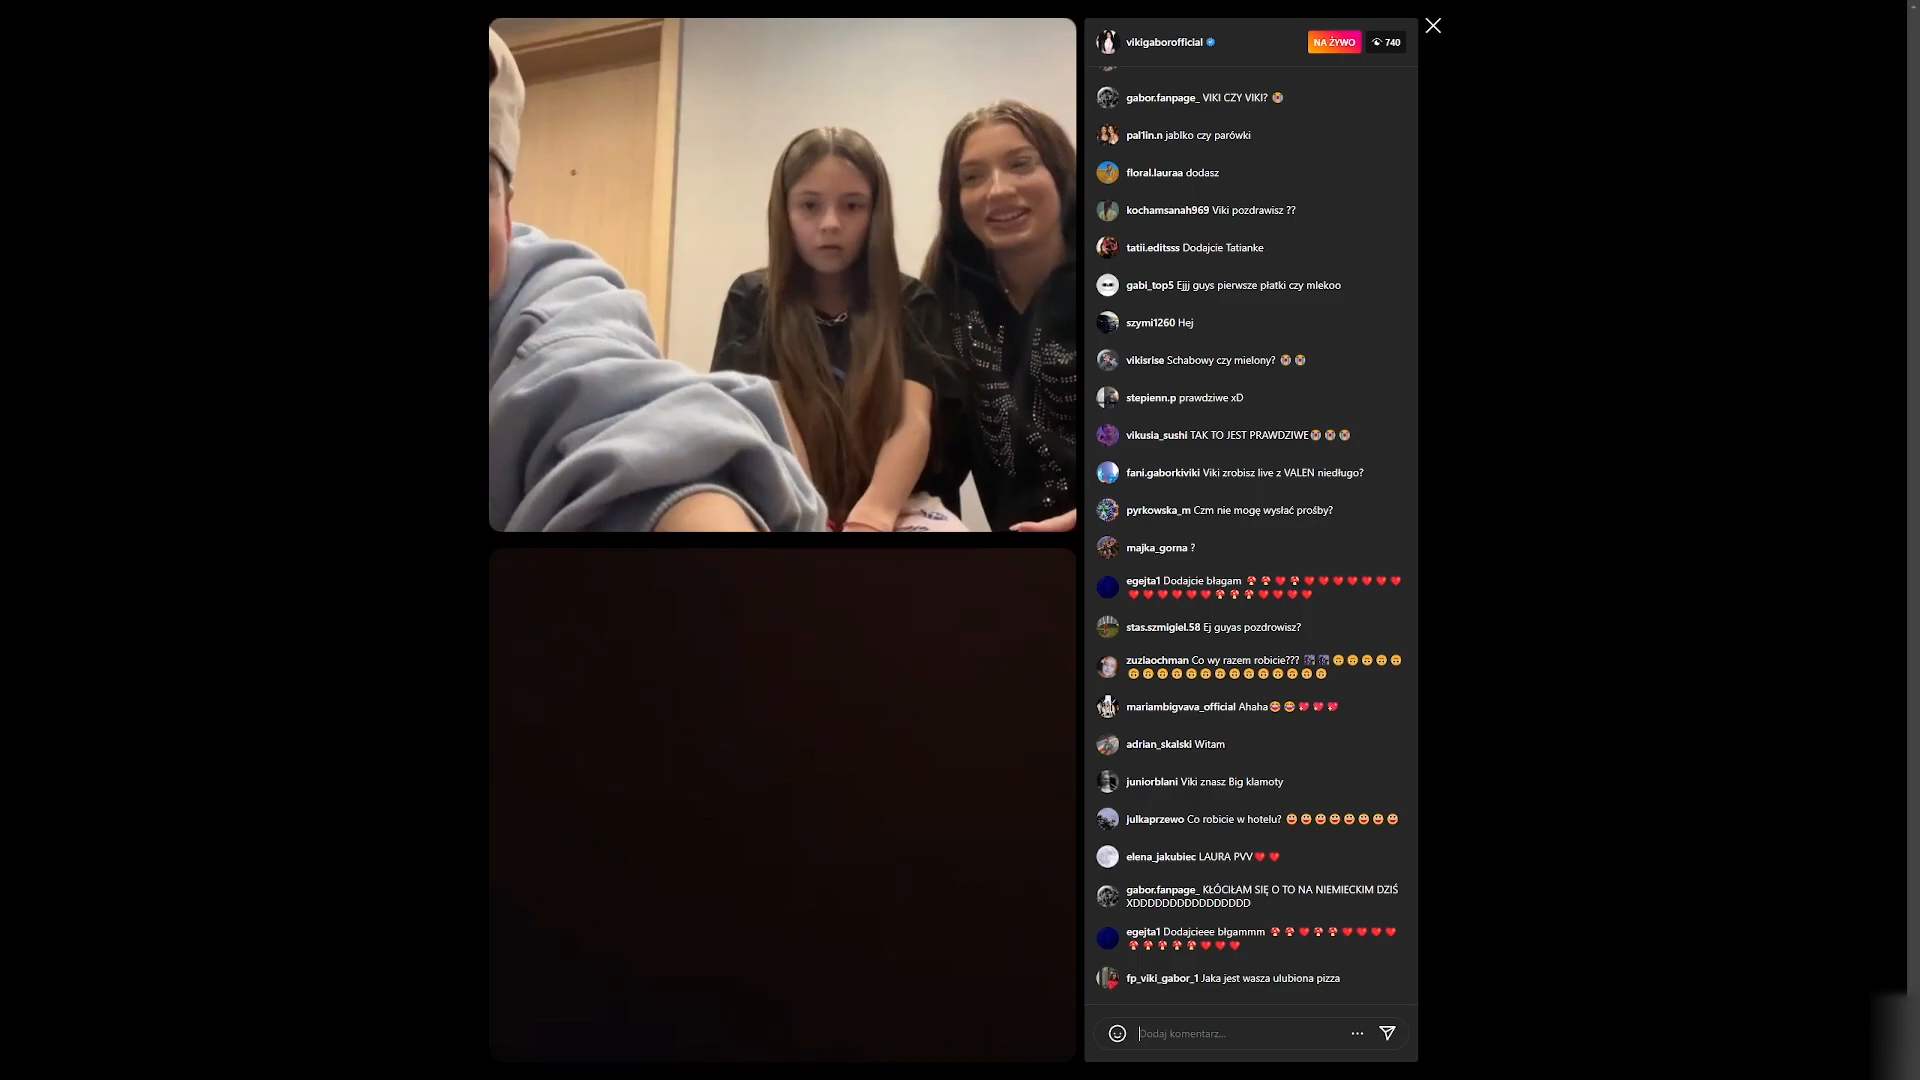 vikigaborofficial
NA ŻYWO
740
gabor.fanpage_ VIKI CZY VIKI? 😭
pal1in.n jablko czy parówki
floral.lauraa dodasz
kochamsanah969 Viki pozdrawisz ??
tatii.editsss Dodajcie Tatianke
gabi_top5 Ejjj guys pierwsze płatki czy mlekoo
szymi1260 Hej
vikisrise Schabowy czy mielony? 😭 😭
stepienn.p prawdziwe xD
vikusia_sushi TAK TO JEST PRAWDZIWE😭 😭 😭
fani.gaborkiviki Viki zrobisz live z VALEN niedługo?
pyrkowska_m Czm nie mogę wysłać prośby?
majka_gorna ?
egejta1 Dodajcie błagam 🍄 🍄 ❤️ 🍄 ❤️ ❤️ ❤️ ❤️ ❤️ ❤️ ❤️
❤️ ❤️ ❤️ ❤️ ❤️ ❤️ 🍄 🍄 🍄 ❤️ ❤️ ❤️ ❤️
stas.szmigiel.58 Ej guyas pozdrowisz?
zuzlaochman Co wy razem robicie??? 🌌 🌌 🙃 🙃 🙃 🙃 🙃
🙃 🙃 🙃 🙃 🙃 🙃 🙃 🙃 🙃 🙃 🙃 🙃 🙃 🙃
mariambigvava_official Ahaha😂 😂 💖 💖 💖
adrian_skalski Witam
juniorblani Viki znasz Big klamoty
julkaprzewo Co robicie w hotelu? 😀 😀 😀 😀 😀 😀 😀 😀
elena_jakubiec LAURA PVV❤️ ❤️
gabor.fanpage_ KŁÓCIŁAM SIĘ O TO NA NIEMIECKIM DZIŚ
XDDDDDDDDDDDDDDDD
egejta1 Dodajcieee błgammm 🍄 🍄 ❤️ 🍄 🍄 ❤️ ❤️ ❤️ ❤️
🍄 🍄 🍄 🍄 🍄 ❤️ ❤️ ❤️
fp_viki_gabor_1 Jaka jest wasza ulubiona pizza
Dodaj komentarz...